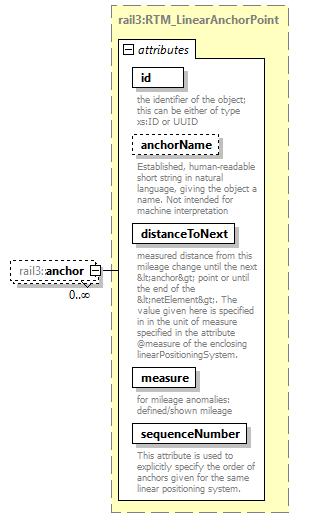 rail3:RTM_LinearAnchorPoint
attributes
id
the identifier of the object;
this can be either of type
xs:ID or UUID
anchorName
Established, human-readable
short string in natural
language, giving the object a
name. Not intended for
machine interpretation
distanceToNext
measured distance from this
mileage change until the next
&lt;anchor&gt; point or until
the end of the
&lt;netElement&gt;. The
value given here is specified
in in the unit of measure
specified in the attribute
@measure of the enclosing
linearPositioningSystem.
rail3::anchor
0..∞
measure
for mileage anomalies:
defined/shown mileage
sequenceNumber
This attribute is used to
explicitly specify the order of
anchors given for the same
linear positioning system.